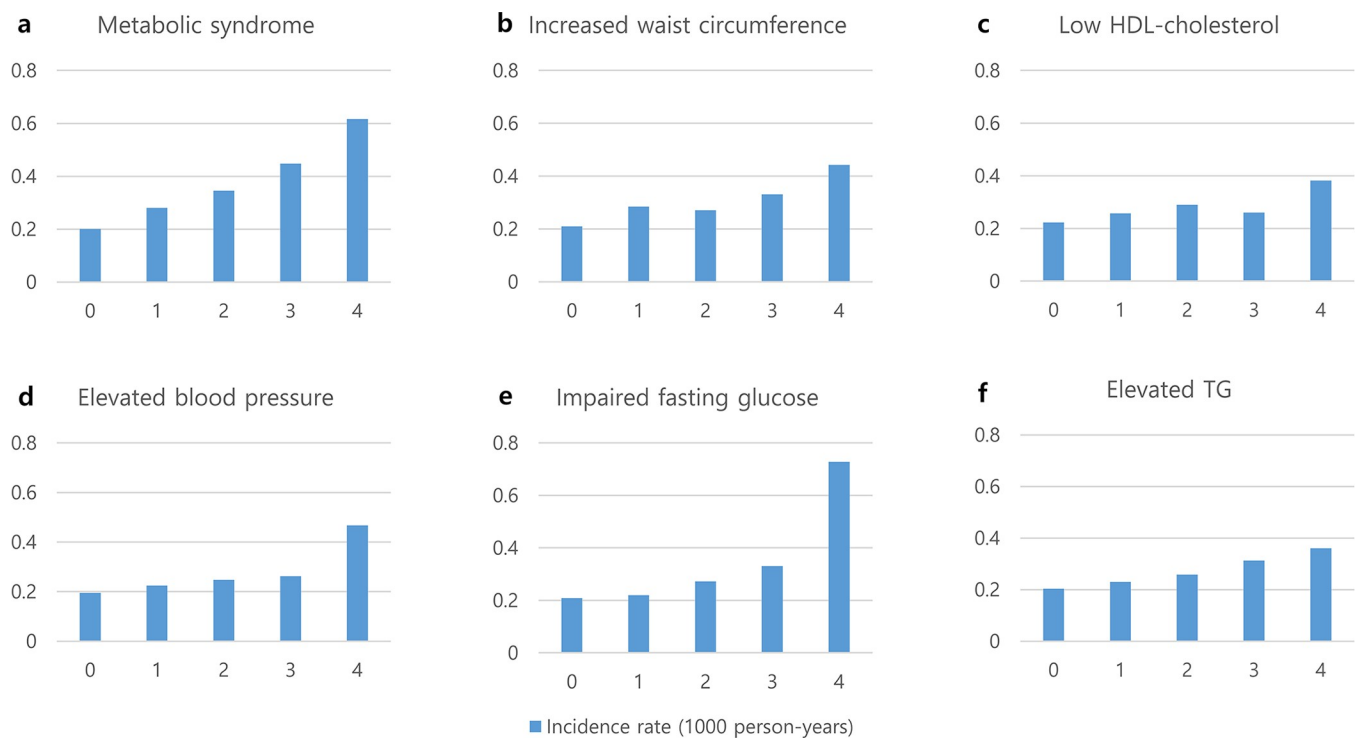 a Metabolic syndrome
0.8
0.6
0.4
0.2
0
0 1 2 3 4
b Increased waist circumference
0.8
0.6
0.4
0.2
0
0 1 2 3 4
c Low HDL-cholesterol
0.8
0.6
0.4
0.2
0
0 1 2 3 4
d Elevated blood pressure
0.8
0.6
0.4
0.2
0
0 1 2 3 4
e Impaired fasting glucose
0.8
0.6
0.4
0.2
0
0 1 2 3 4
f Elevated TG
0.8
0.6
0.4
0.2
0
0 1 2 3 4
Incidence rate (1000 person-years)